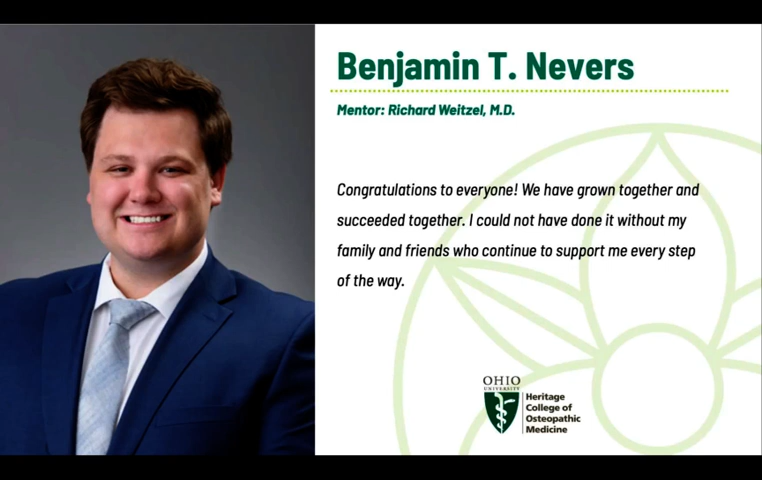 Benjamin T. Nevers
Mentor: Richard Weitzel, M.D.
Congratulations to everyone! We have grown together and
succeeded together. I could not have done it without my
family and friends who continue to support me every step
of the way.
OHIO
UNIVERSITY
Heritage
College of
Osteopathic
Medicine